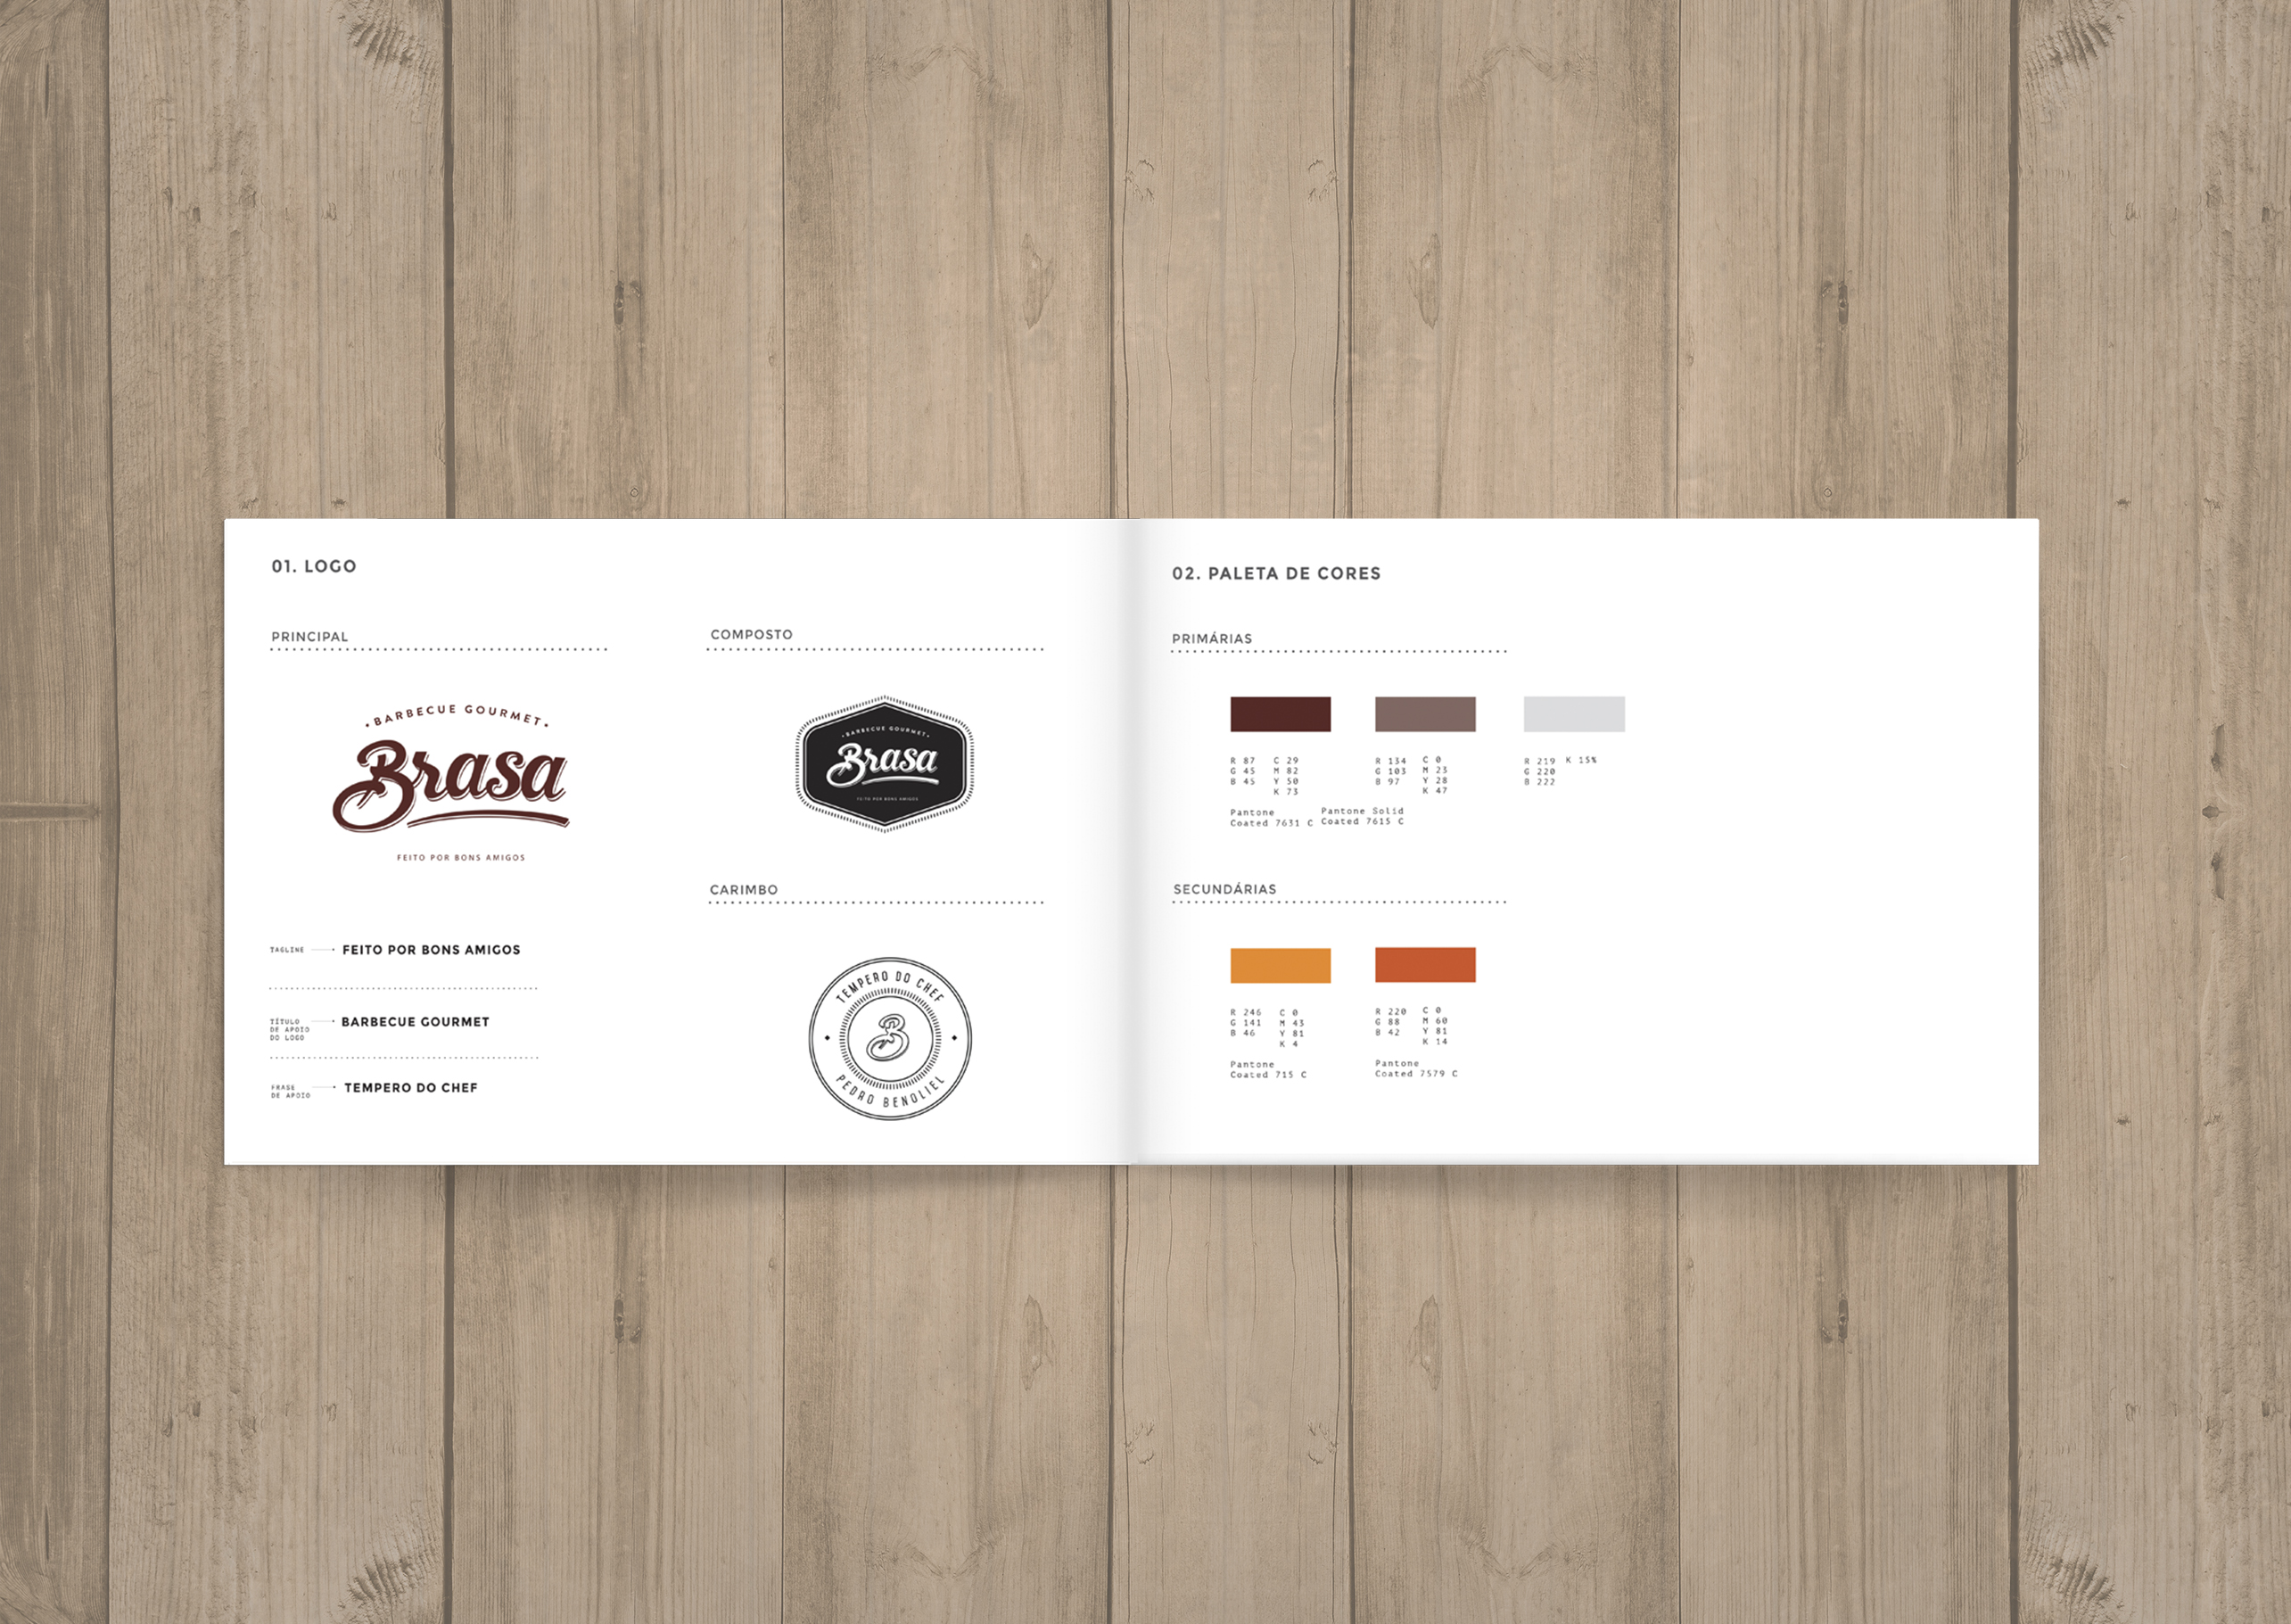 01. LOGO
PRINCIPAL
• BARBECUE GOURMET •
Brasa
FEITO POR BONS AMIGOS
TAGLINE
FEITO POR BONS AMIGOS
TÍTULO
DE APOIO
DO LOGO
BARBECUE GOURMET
FRASE
DE APOIO
TEMPERO DO CHEF
COMPOSTO
• BARBECUE GOURMET •
Brasa
FEITO POR BONS AMIGOS
CARIMBO
TEMPERO DO CHEF
B
PEDRO BENOLIEL
02. PALETA DE CORES
PRIMÁRIAS
R 87
G 45
B 45
C 29
M 82
Y 50
K 73
Pantone
Coated 7631 C
R 134
G 103
B 97
C 0
M 23
Y 28
K 47
Pantone Solid
Coated 7615 C
R 219
G 220
B 222
K 15%
SECUNDÁRIAS
R 246
G 141
B 46
C 0
M 43
Y 81
K 4
Pantone
Coated 715 C
R 220
G 88
B 42
C 0
M 60
Y 81
K 14
Pantone
Coated 7579 C